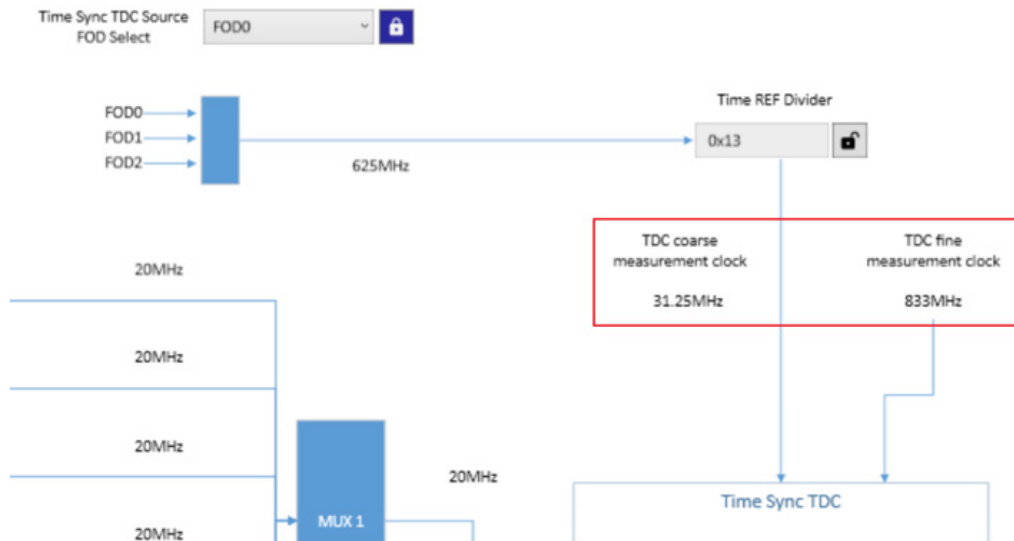 Time Sync TDC Source
FOD Select
FOD0
FOD0
FOD1
FOD2
625MHz
Time REF Divider
0x13
TDC coarse
measurement clock
31.25MHz
TDC fine
measurement clock
833MHz
20MHz
20MHz
20MHz
20MHz
MUX 1
20MHz
Time Sync TDC